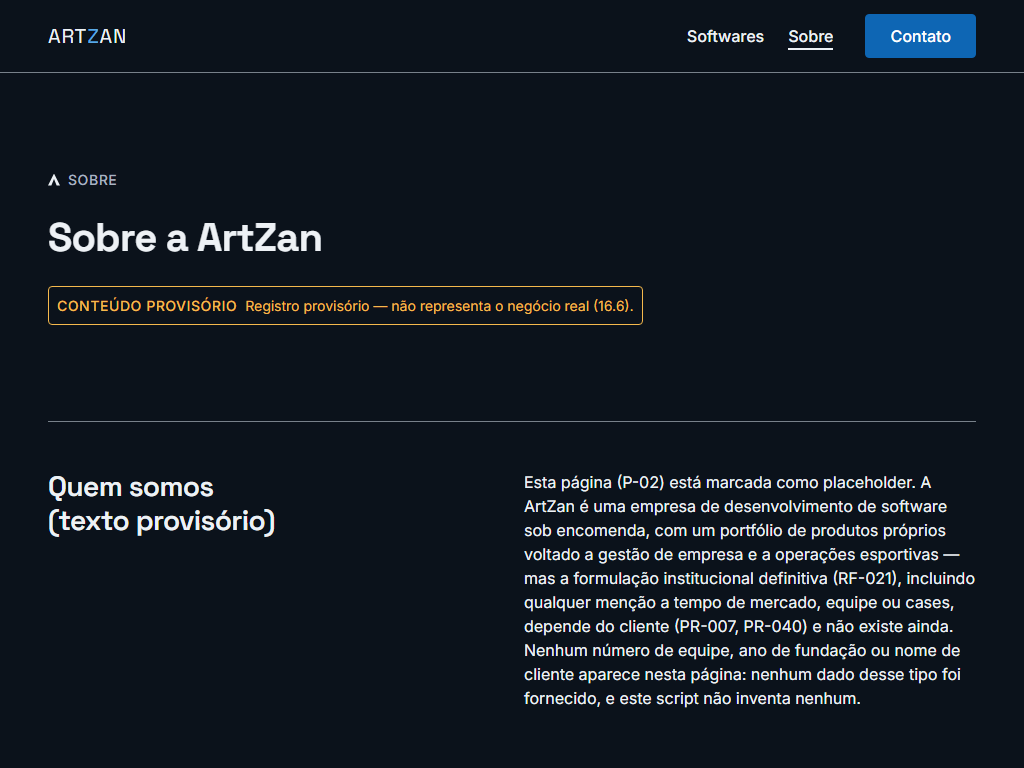 ARTZAN
Softwares
Sobre
Contato
SOBRE
Sobre a ArtZan
CONTEÚDO PROVISÓRIO Registro provisório — não representa o negócio real (16.6).
Quem somos
(texto provisório)
Esta página (P-02) está marcada como placeholder. A
ArtZan é uma empresa de desenvolvimento de software
sob encomenda, com um portfólio de produtos próprios
voltado a gestão de empresa e a operações esportivas —
mas a formulação institucional definitiva (RF-021), incluindo
qualquer menção a tempo de mercado, equipe ou cases,
depende do cliente (PR-007, PR-040) e não existe ainda.
Nenhum número de equipe, ano de fundação ou nome de
cliente aparece nesta página: nenhum dado desse tipo foi
fornecido, e este script não inventa nenhum.